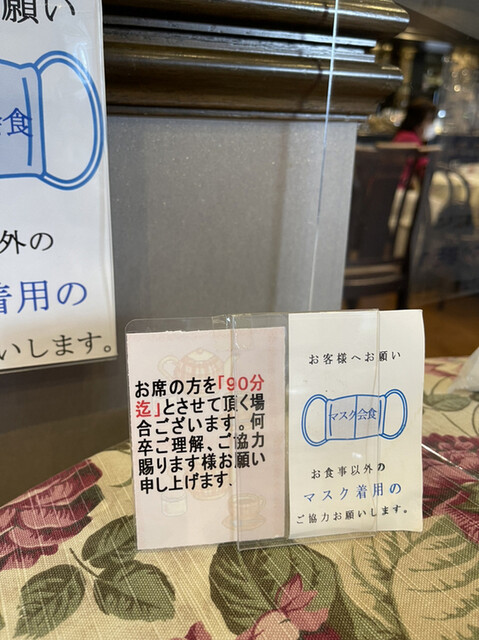 願い
会食
外の
着用の
いします。
お席の方を「90分
迄」とさせて頂く場
合ございます。何
卒ご理解、ご協力
賜ります様お願い
申し上げます.
お客様へお願い
マスク会食
お食事以外の
マスク着用の
ご協力お願いします。